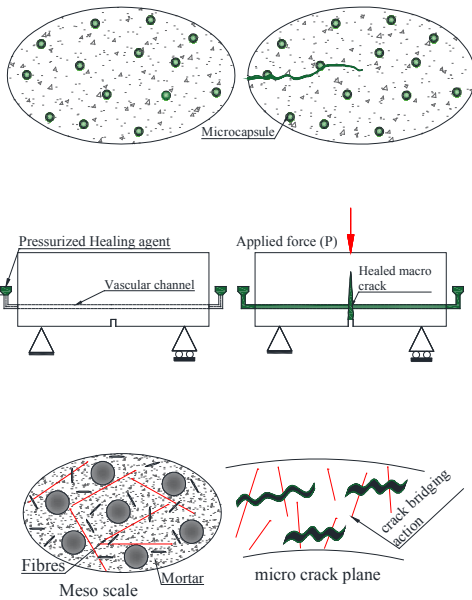 Microcapsule
Pressurized Healing agent
Vascular channel
Applied force (P)
Healed macro
crack
Fibres
Mortar
Meso scale
crack bridging
action
micro crack plane